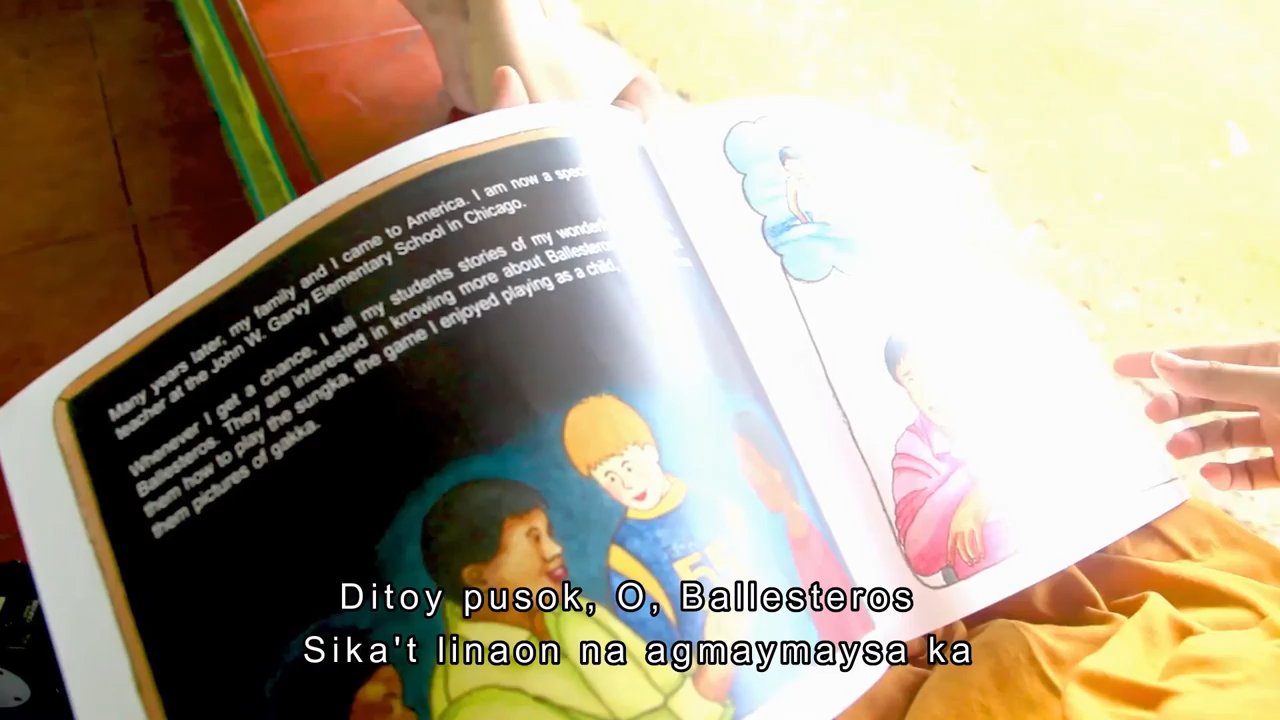 Many years later, my family and I came to America. I am now a
teacher at the John W. Garvy Elementary School in Chicago.
Whenever I get a chance, I tell my students stories of my
Ballesteros. They are interested in knowing more about
them how to play the sungka, the game I enjoyed playing as a child,
them pictures of gakka.
Ditoy pusok, O, Ballesteros
Sika't linaon na agmaymaysa ka